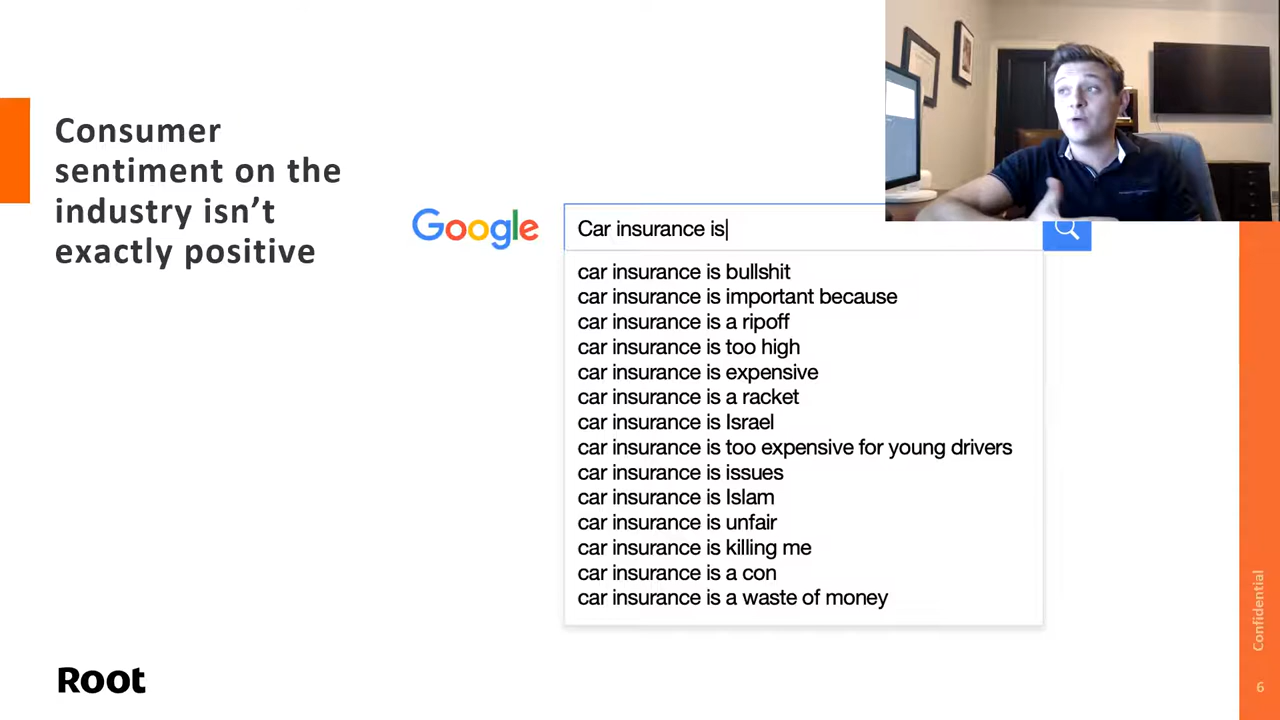 Consumer
sentiment on the
industry isn't
exactly positive
Google
Car insurance is
car insurance is bullshit
car insurance is important because
car insurance is a ripoff
car insurance is too high
car insurance is expensive
car insurance is a racket
car insurance is Israel
car insurance is too expensive for young drivers
car insurance is issues
car insurance is Islam
car insurance is unfair
car insurance is killing me
car insurance is a con
car insurance is a waste of money
Root
Confidential
6